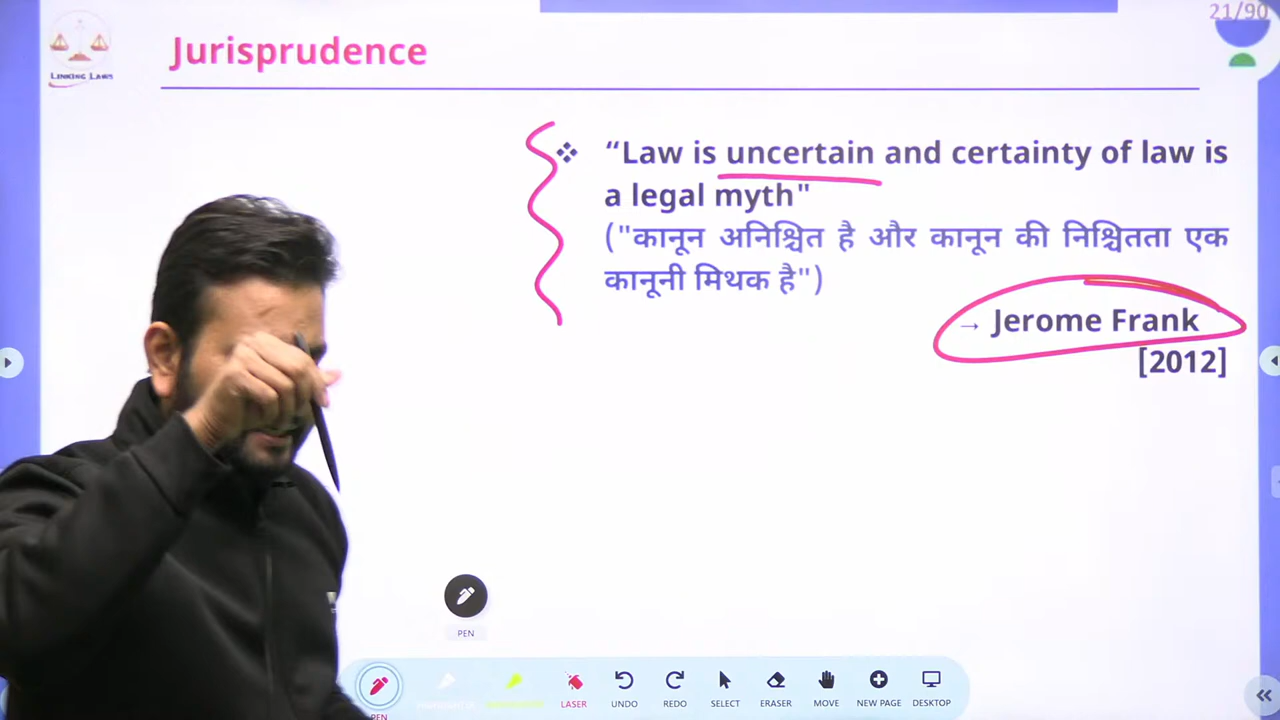 21/90
LINKING LAWS
Jurisprudence
❖ “Law is uncertain and certainty of law is
a legal myth"
("कानून अनिश्चित है और कानून की निश्चितता एक
कानूनी मिथक है")
→ Jerome Frank
[2012]
PEN
PEN
LASER
UNDO
REDO
SELECT
ERASER
MOVE
NEW PAGE
DESKTOP